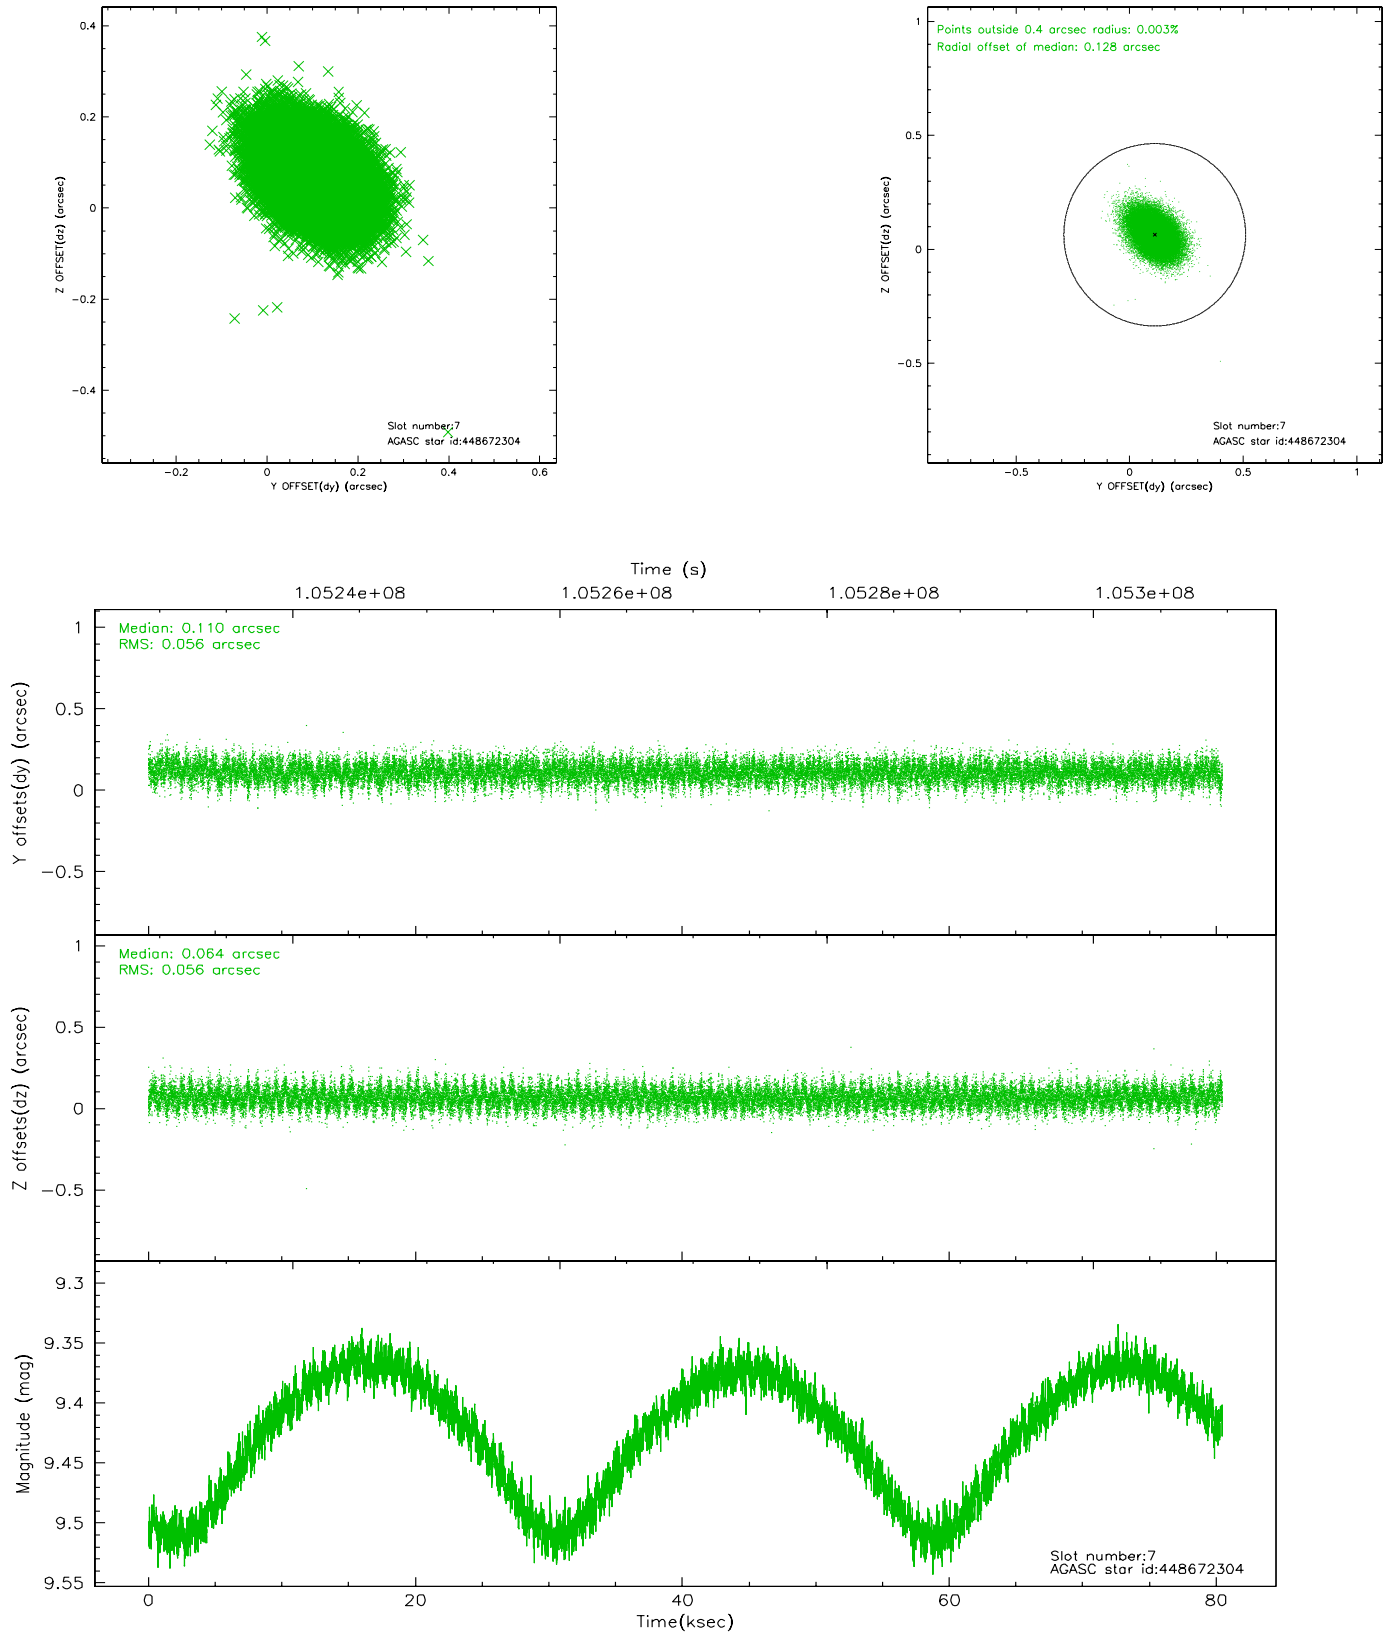 0.4
0.2
0
−0.2
−0.4
Z OFFSET(dz) (arcsec)
Slot number:7
AGASC star id:448672304
−0.2
0
0.2
0.4
0.6
Y OFFSET(dy) (arcsec)
Points outside 0.4 arcsec radius: 0.003%
Radial offset of median: 0.128 arcsec
1
0.5
0
−0.5
Z OFFSET(dz) (arcsec)
Slot number:7
AGASC star id:448672304
−0.5
0
0.5
1
Y OFFSET(dy) (arcsec)
Time (s)
1.0524e+08
1.0526e+08
1.0528e+08
1.053e+08
Median: 0.110 arcsec
RMS: 0.056 arcsec
1
0.5
0
−0.5
Y offsets(dy) (arcsec)
Median: 0.064 arcsec
RMS: 0.056 arcsec
1
0.5
0
−0.5
Z offsets(dz) (arcsec)
9.3
9.35
9.4
9.45
9.5
9.55
Magnitude (mag)
Slot number:7
AGASC star id:448672304
0
20
40
60
80
Time(ksec)